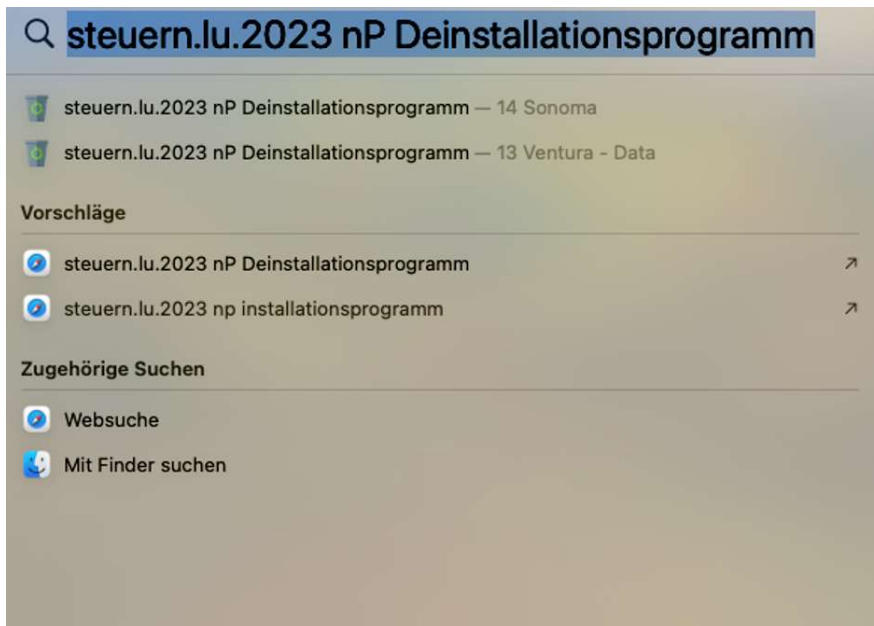 steuern.lu.2023 nP Deinstallationsprogramm
steuern.lu.2023 nP Deinstallationsprogramm — 14 Sonoma
steuern.lu.2023 nP Deinstallationsprogramm — 13 Ventura - Data
Vorschläge
steuern.lu.2023 nP Deinstallationsprogramm
steuern.lu.2023 np installationsprogramm
Zugehörige Suchen
Websuche
Mit Finder suchen